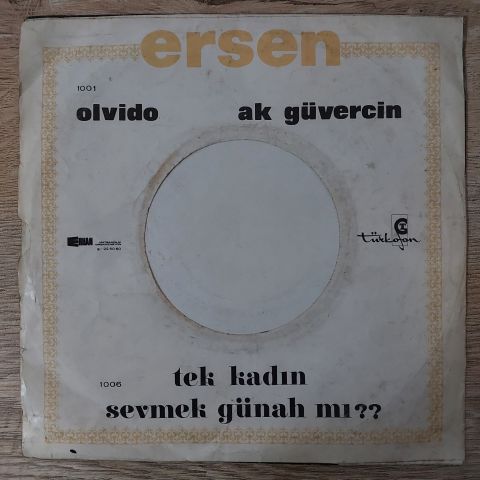 ersen
1001
olvido ak güvercin
türkofon
1006
tek kadın
sevmek günah mı??